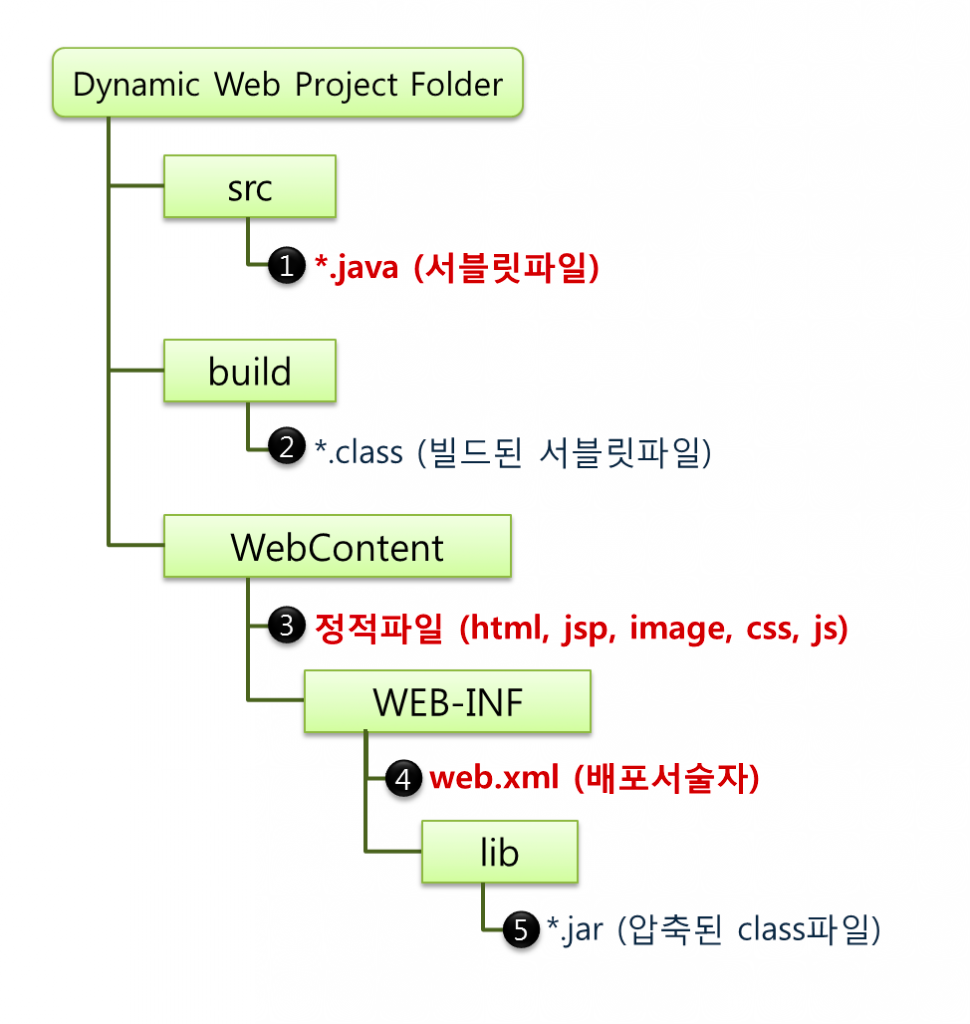 Dynamic Web Project Folder
src
1 *.java (서블릿파일)
build
2 *.class (빌드된 서블릿파일)
WebContent
3 정적파일 (html, jsp, image, css, js)
WEB-INF
4 web.xml (배포서술자)
lib
5 *.jar (압축된 class파일)